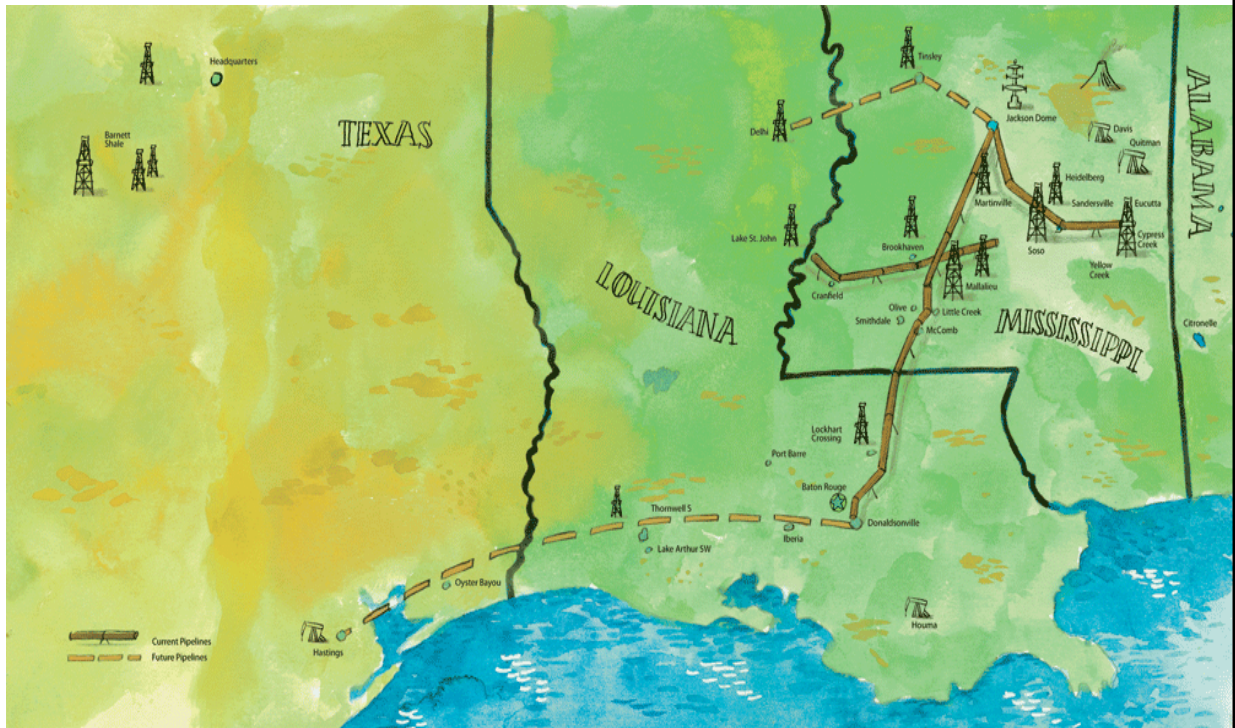 Headquarters
Barnett
Shale
TEXAS
Tinsley
Delhi
Jackson Dome
Davis
Quitman
ALABAMA
Martinville
Heidelberg
Sandersville
Eucutta
Cypress
Creek
Soso
Yellow
Creek
Lake St. John
Brookhaven
Cranfield
Mallalieu
LOUISIANA
Olive
Little Creek
Smithdale
McComb
MISSISSIPPI
Citronelle
Lockhart
Crossing
Port Barre
Baton Rouge
Donaldsonville
Thornwell S
Iberia
Lake Arthur SW
Oyster Bayou
Houma
Hastings
Current Pipelines
Future Pipelines